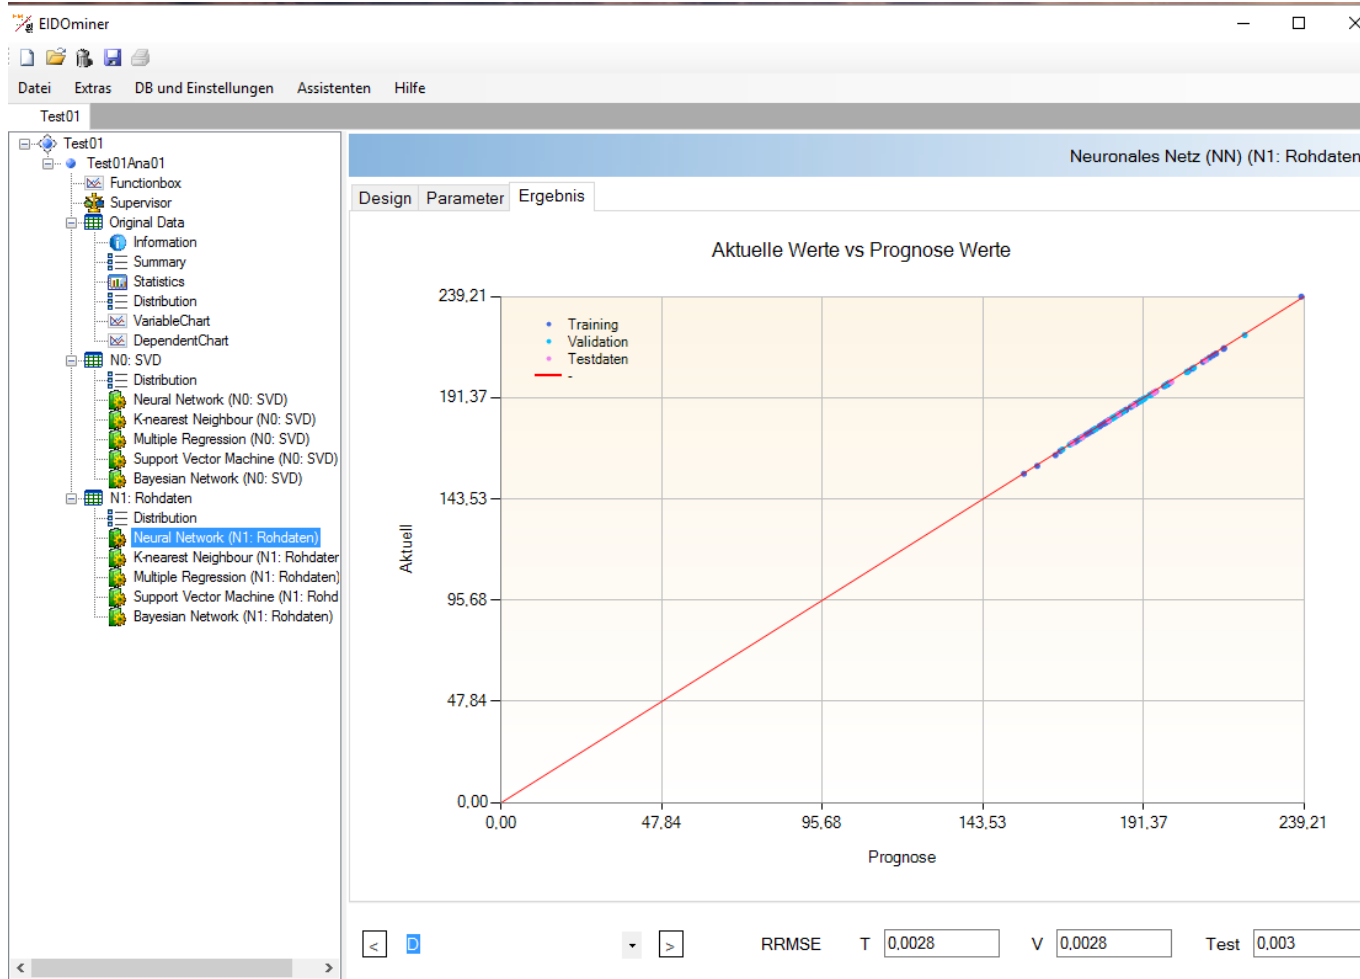 EIDOminer
Datei Extras DB und Einstellungen Assistenten Hilfe
Test01
Test01
Test01Ana01
Functionbox
Supervisor
Original Data
Information
Summary
Statistics
Distribution
VariableChart
DependentChart
N0: SVD
Distribution
Neural Network (N0: SVD)
K-nearest Neighbour (N0: SVD)
Multiple Regression (N0: SVD)
Support Vector Machine (N0: SVD)
Bayesian Network (N0: SVD)
N1: Rohdaten
Distribution
Neural Network (N1: Rohdaten)
K-nearest Neighbour (N1: Rohdater
Multiple Regression (N1: Rohdaten)
Support Vector Machine (N1: Rohd
Bayesian Network (N1: Rohdaten)
Neuronales Netz (NN) (N1: Rohdaten
Design Parameter Ergebnis
Aktuelle Werte vs Prognose Werte
Training
Validation
Testdaten
-
239,21
191,37
143,53
95,68
47,84
0,00
Aktuell
0,00 47,84 95,68 143,53 191,37 239,21
Prognose
< D > RRMSE T 0,0028 V 0,0028 Test 0,003